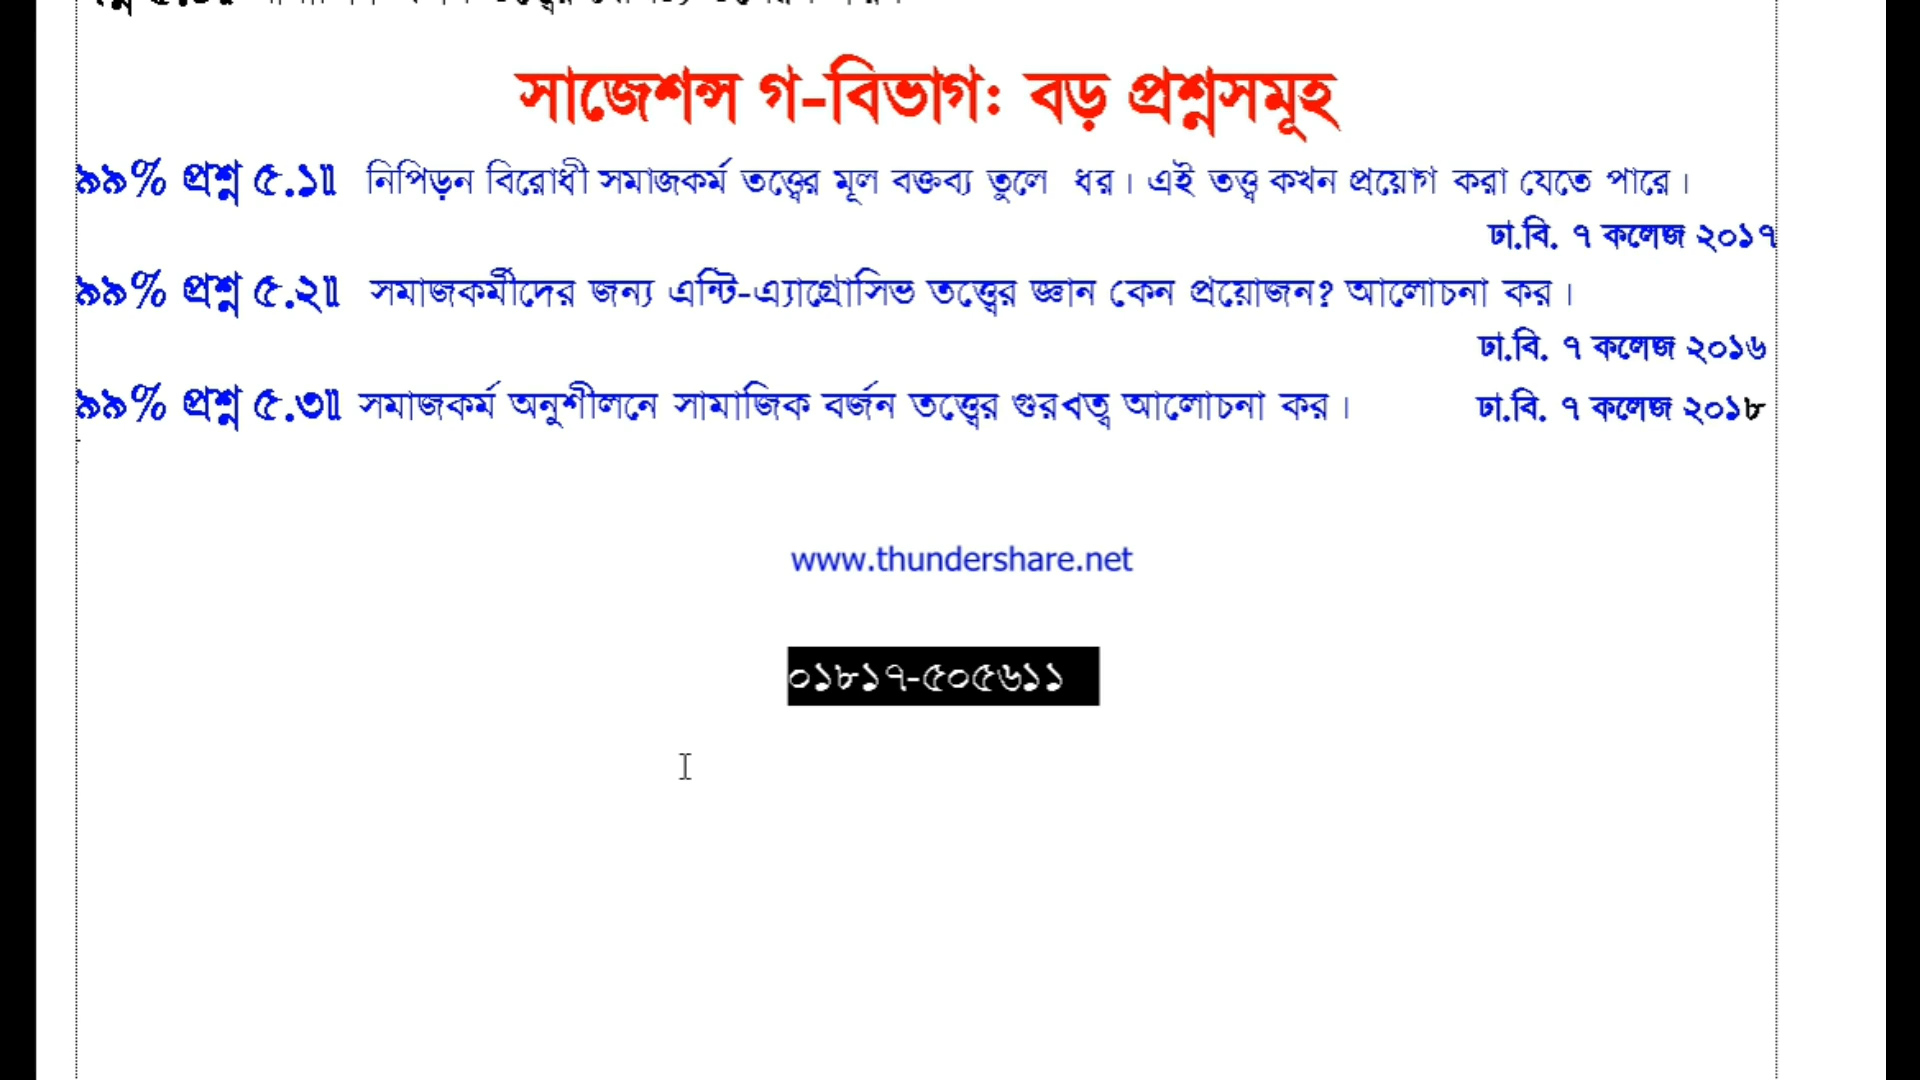 সাজেশন্স গ-বিভাগঃ বড় প্রশ্নসমূহ
৯৯% প্রশ্ন ৫.১॥ নিপিড়ন বিরোধী সমাজকর্ম তত্ত্বের মূল বক্তব্য তুলে ধর। এই তত্ত্ব কখন প্রয়োগ করা যেতে পারে।
ঢা.বি. ৭ কলেজ ২০১৭
৯৯% প্রশ্ন ৫.২॥ সমাজকর্মীদের জন্য এন্টি-এ্যাগ্রোসিভ তত্ত্বের জ্ঞান কেন প্রয়োজন? আলোচনা কর।
ঢা.বি. ৭ কলেজ ২০১৬
৯৯% প্রশ্ন ৫.৩॥ সমাজকর্ম অনুশীলনে সামাজিক বর্জন তত্ত্বের গুরবত্ব আলোচনা কর। ঢা.বি. ৭ কলেজ ২০১৮
www.thundershare.net
০১৮১৭-৫০৫৬১১